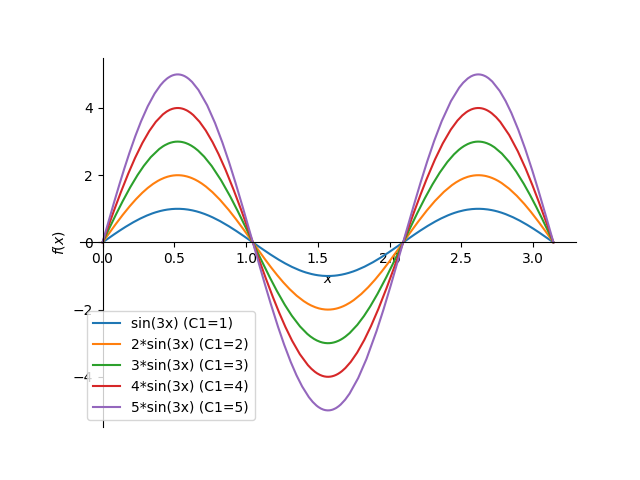 4
2
0
−2
−4
f(x)
0.0 0.5 1.0 1.5 2.0 2.5 3.0
x
sin(3x) (C1=1)
2*sin(3x) (C1=2)
3*sin(3x) (C1=3)
4*sin(3x) (C1=4)
5*sin(3x) (C1=5)